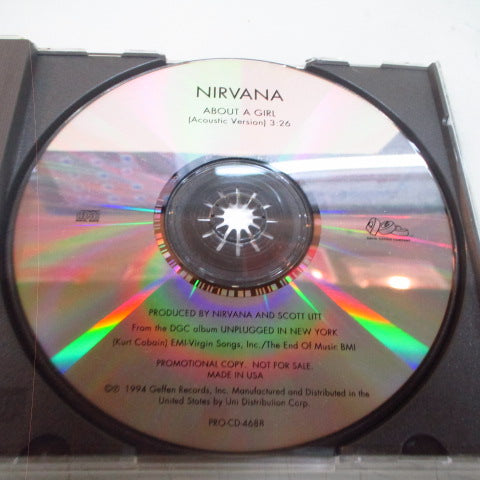 NIRVANA
ABOUT A GIRL
(Acoustic Version) 3:26
PRODUCED BY NIRVANA AND SCOTT LITT
From the DGC album UNPLUGGED IN NEW YORK
(Kurt Cobain) EMI-Virgin Songs, Inc./The End Of Music BMI
PROMOTIONAL COPY. NOT FOR SALE.
MADE IN USA
©℗ 1994 Geffen Records, Inc. Manufactured and Distributed in the
United States by Uni Distribution Corp.
PRO-CD-4688